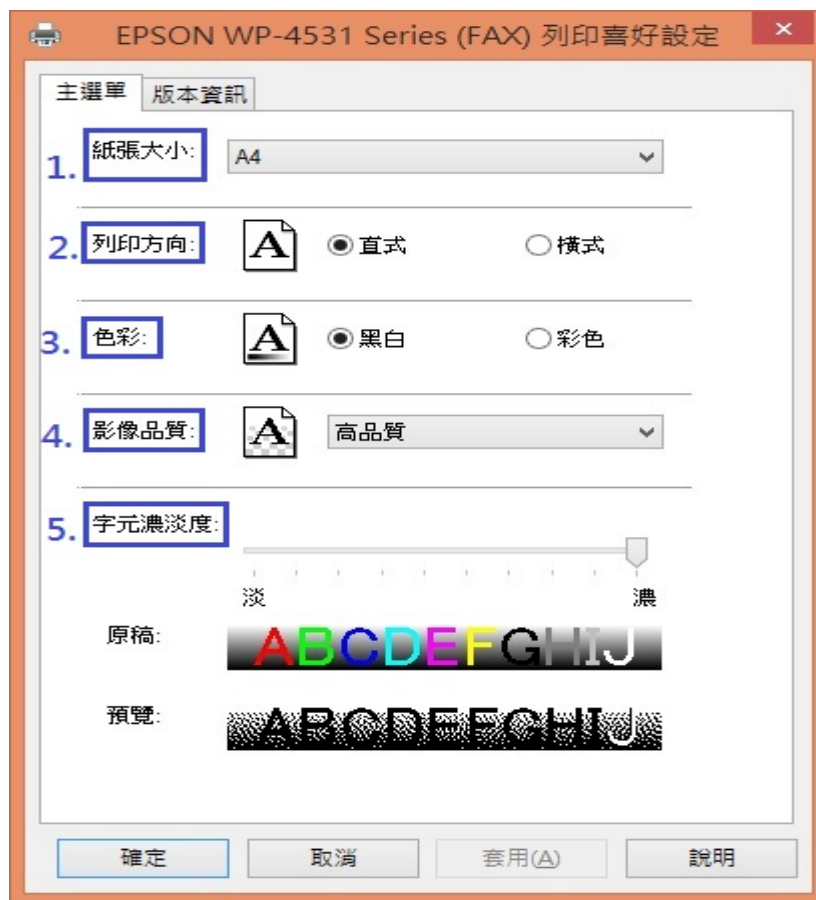 EPSON WP-4531 Series (FAX) 列印喜好設定
主選單 版本資訊
1. 紙張大小: A4
2. 列印方向: A 直式 橫式
3. 色彩: A 黑白 彩色
4. 影像品質: A 高品質
5. 字元濃淡度:
淡 濃
原稿: ABCDEFGHIJ
預覽: ABCDEFGHIJ
確定 取消 套用(A) 說明